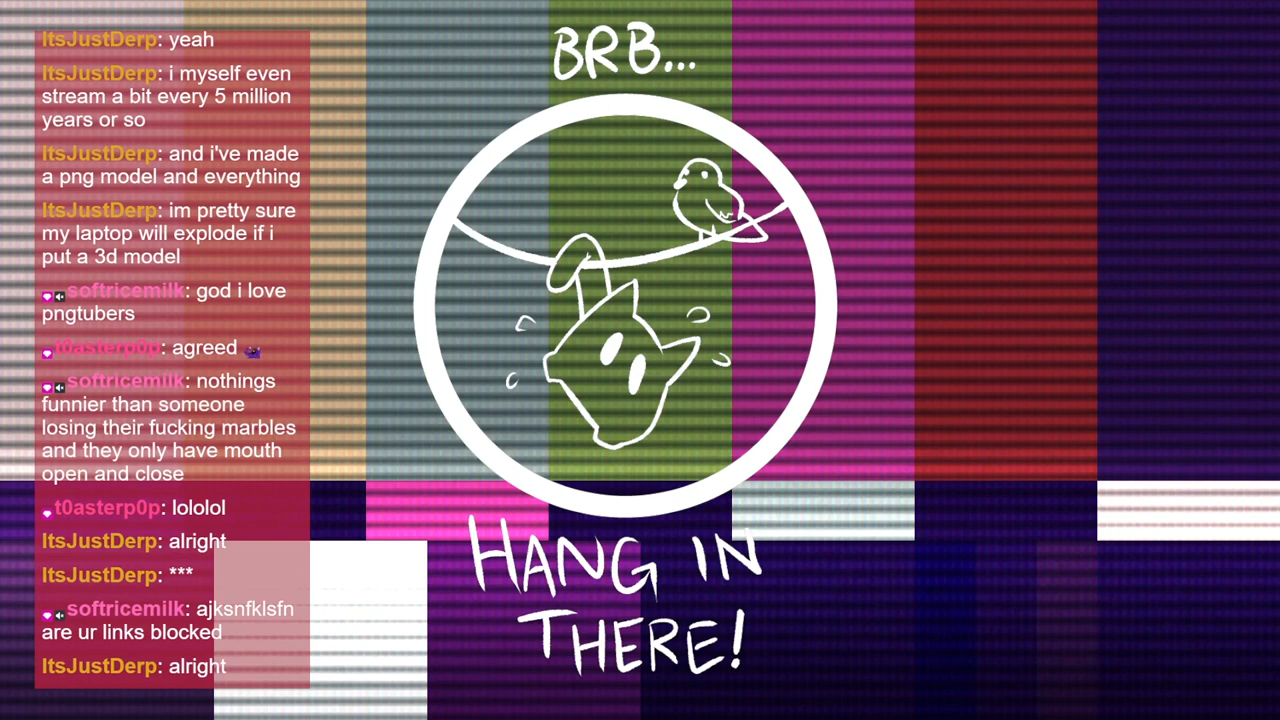 BRB...
ItsJustDerp: yeah
ItsJustDerp: i myself even
stream a bit every 5 million
years or so
ItsJustDerp: and i've made
a png model and everything
ItsJustDerp: im pretty sure
my laptop will explode if i
put a 3d model
softricemilk: god i love
pngtubers
t0asterp0p: agreed
softricemilk: nothings
funnier than someone
losing their fucking marbles
and they only have mouth
open and close
t0asterp0p: lololol
ItsJustDerp: alright
ItsJustDerp: ***
softricemilk: ajksnfklsfn
are ur links blocked
ItsJustDerp: alright
HANG IN
THERE!